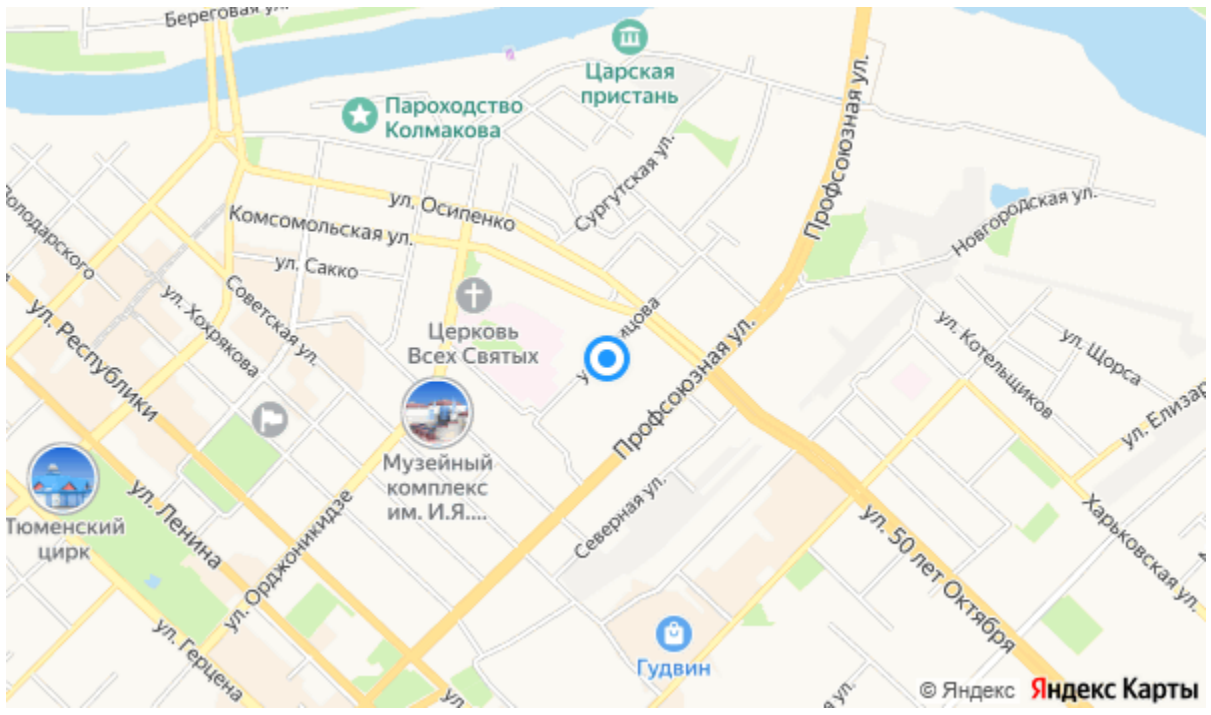 Береговая ул.
Царская
пристань
Пароходство
Колмакова
Профсоюзная ул.
Сургутская ул.
ул. Осипенко
Комсомольская ул.
Новгородская ул.
Володарского
ул. Сакко
ул. Хохрякова
Советская ул.
Церковь
Всех Святых
ул. Республики
ул. Котельщиков
ул. Щорса
Профсоюзная ул.
Музейный
комплекс
им. И.Я....
Северная ул.
Тюменский
цирк
ул. Ленина
ул. Орджоникидзе
ул. 50 лет Октября
Харьковская ул.
ул. Герцена
Гудвин
ул.
© Яндекс Яндекс Карты